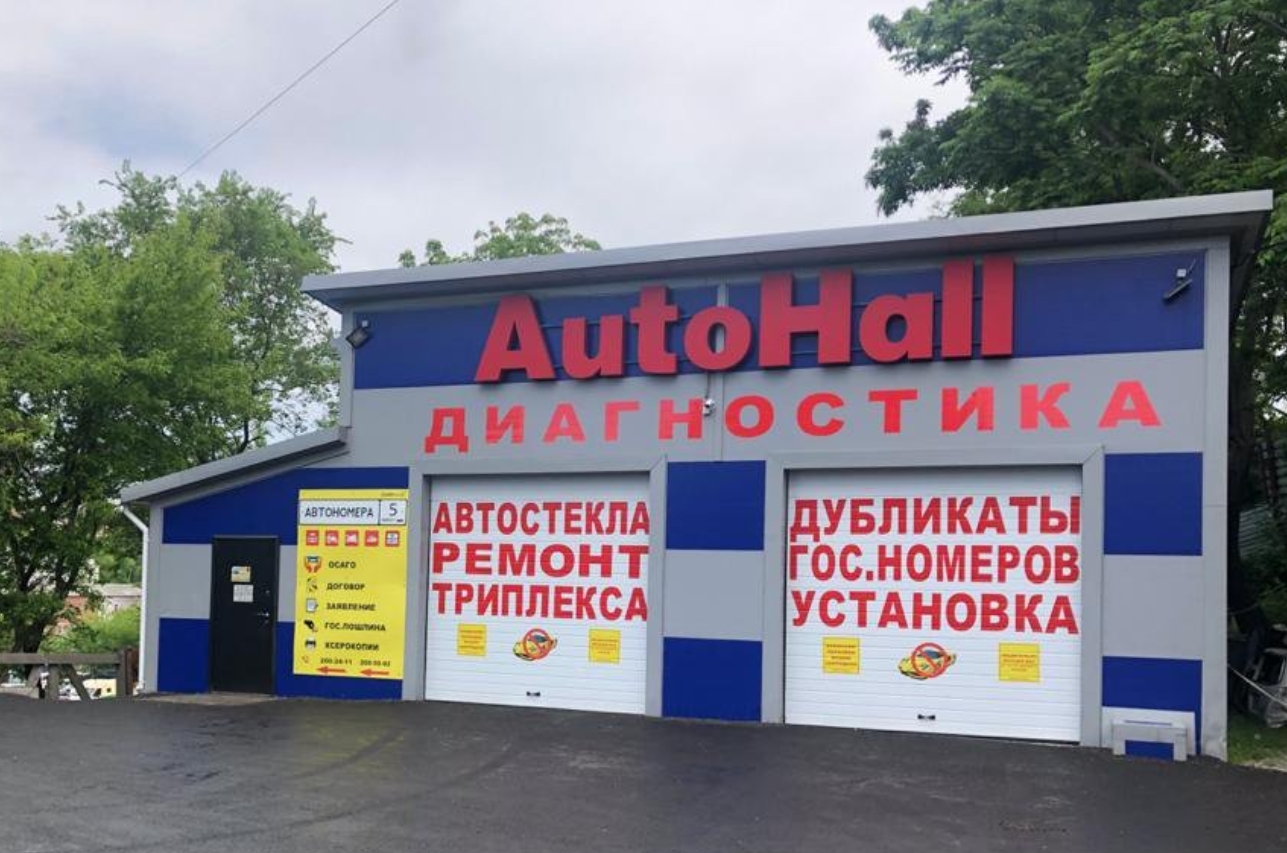 AutoHall
ДИАГНОСТИКА
АВТОНОМЕРА 5
ОСАГО
ДОГОВОР
ЗАЯВЛЕНИЕ
ГОС.ПОШЛИНА
КСЕРОКОПИИ
АВТОСТЕКЛА
РЕМОНТ
ТРИПЛЕКСА
ДУБЛИКАТЫ
ГОС.НОМЕРОВ
УСТАНОВКА